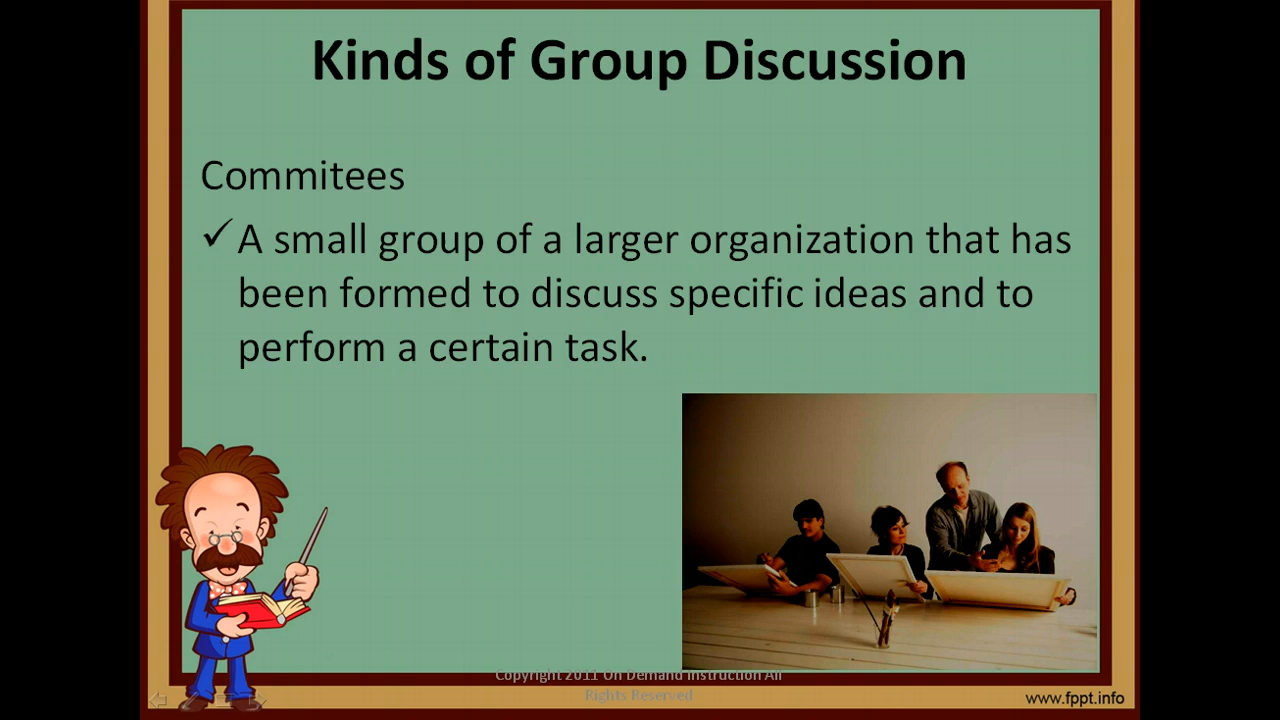 Kinds of Group Discussion
Commitees
✓ A small group of a larger organization that has
been formed to discuss specific ideas and to
perform a certain task.
Copyright 2011 On Demand Instruction All
Rights Reserved
www.fppt.info